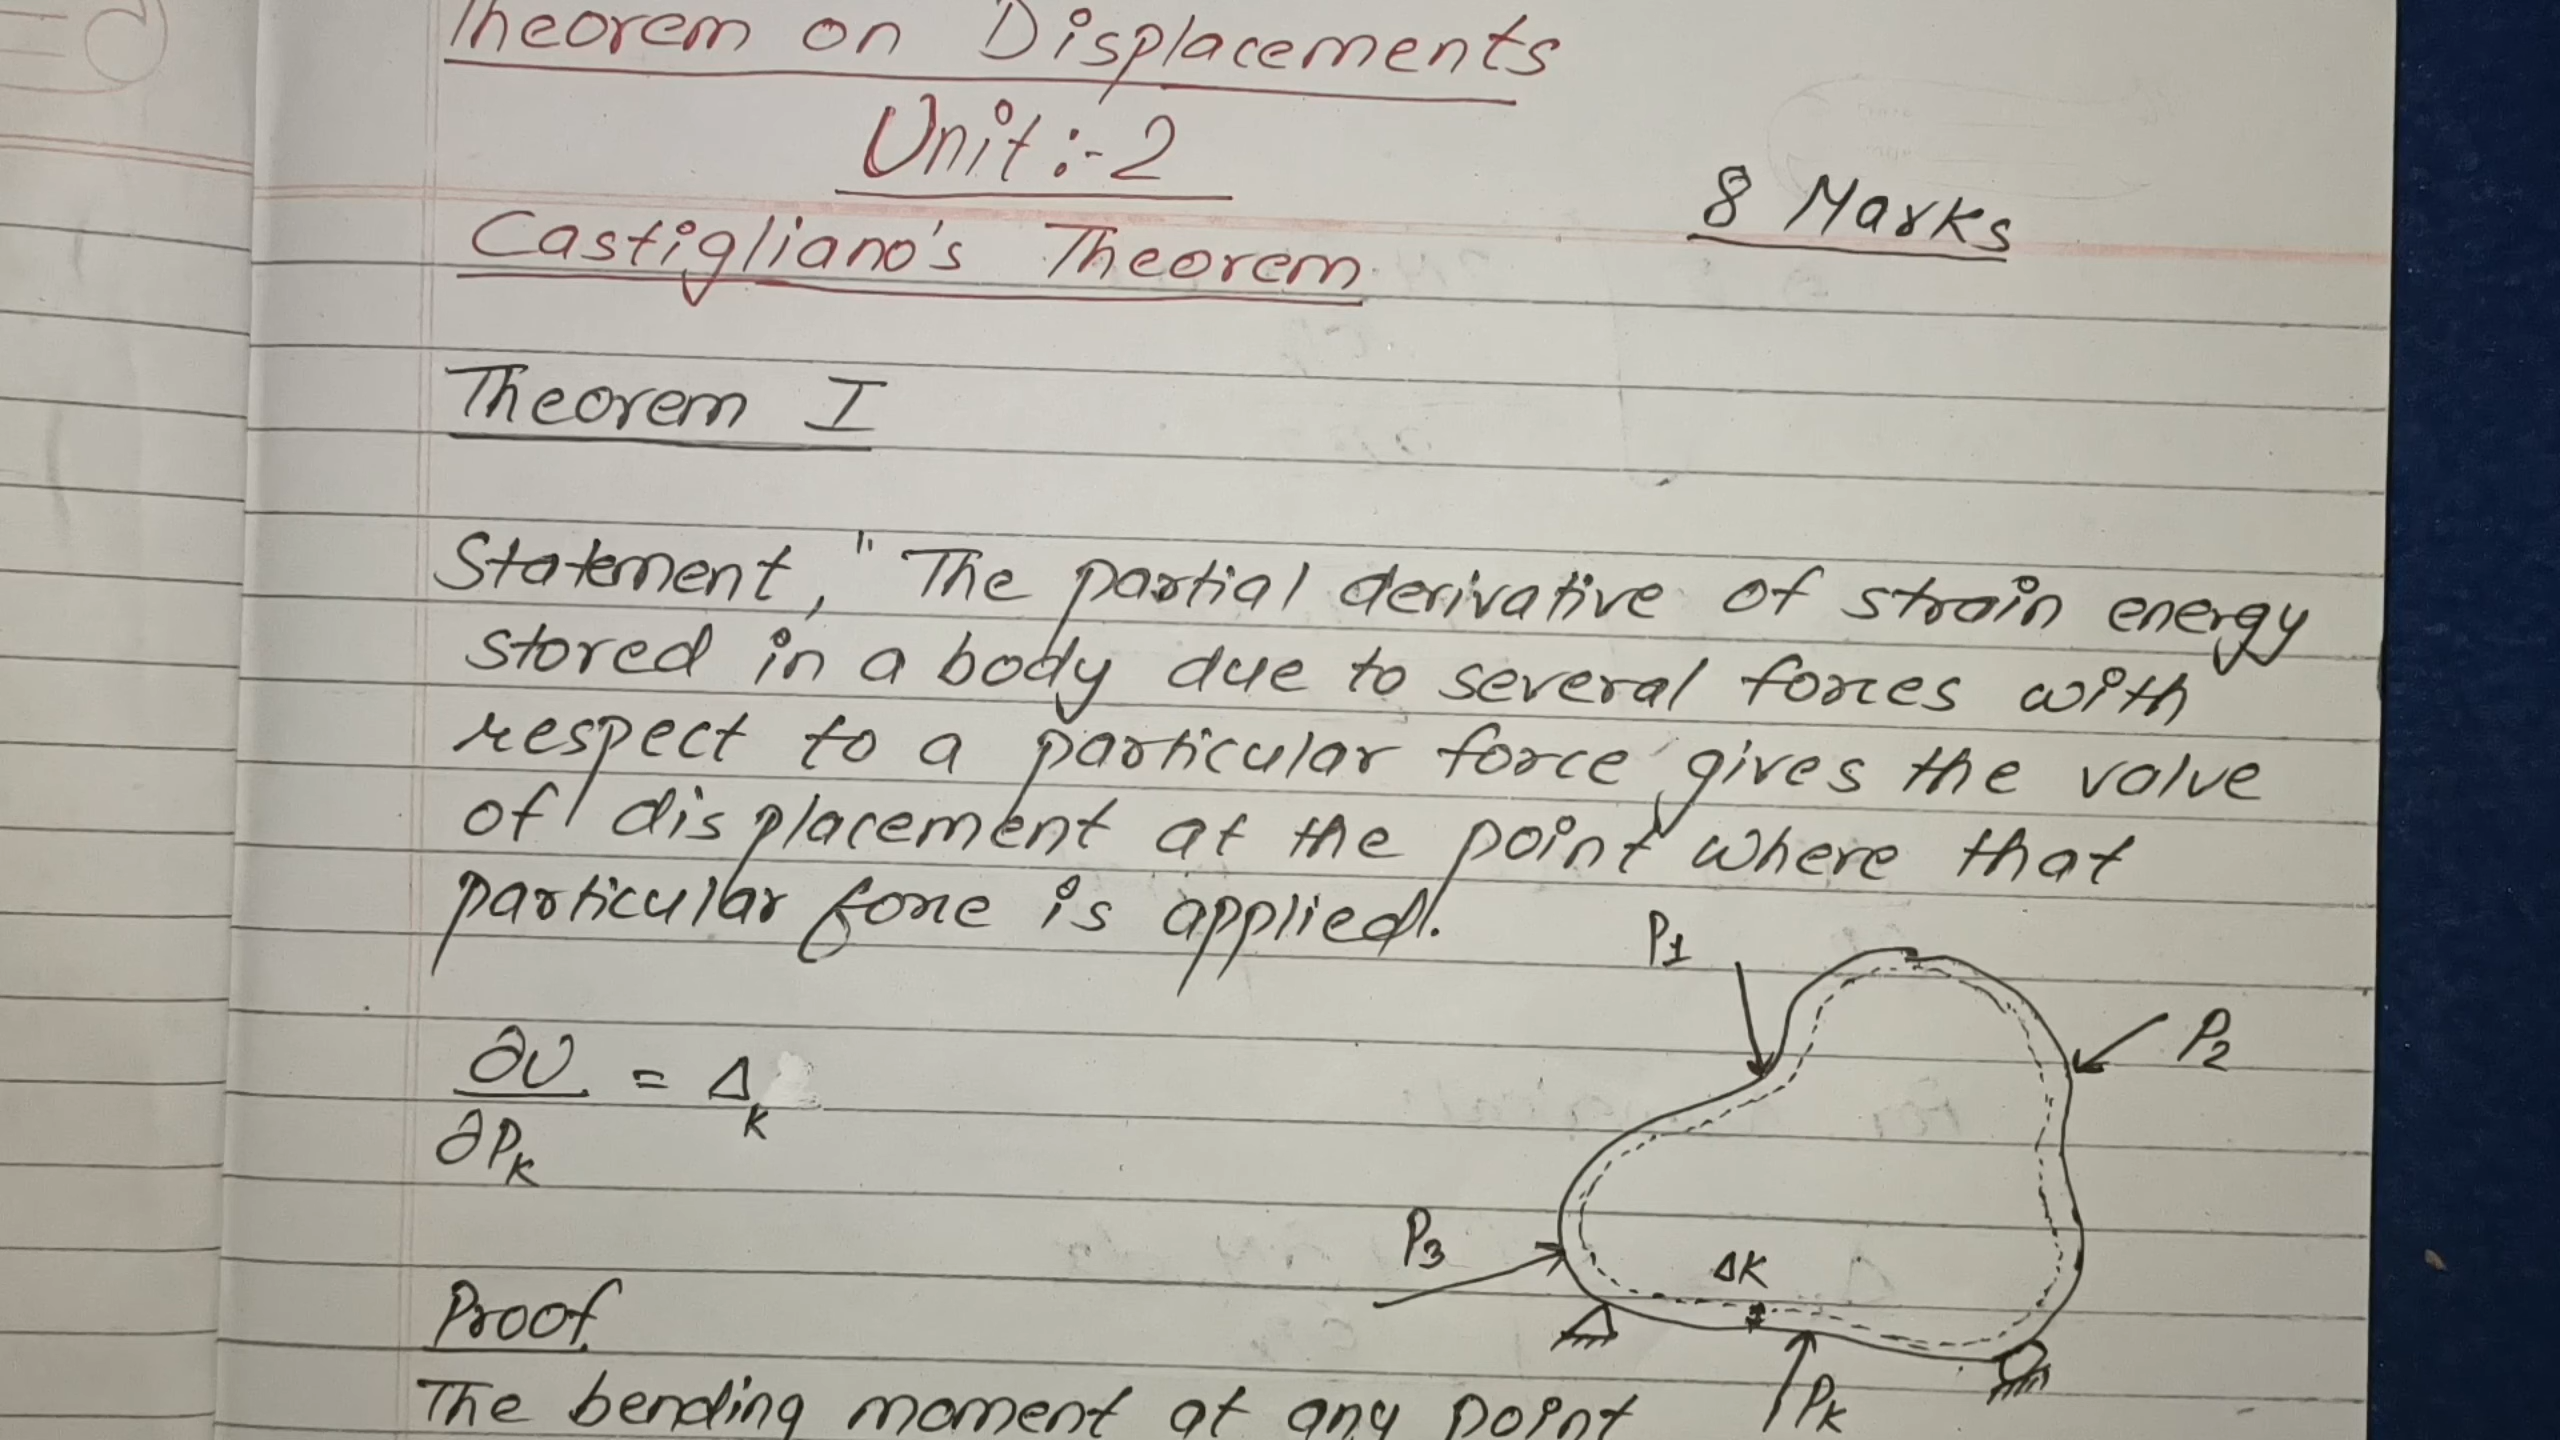 Theorem on Displacements
Unit :- 2
Castigliano's Theorem
8 Marks
Theorem I
Statement, " The partial derivative of strain energy
stored in a body due to several forces with
respect to a particular force gives the value
of displacement at the point where that
particular force is applied.
P1
P2
∂U = Δ
K
∂PK
P3
ΔK
Proof
The bending moment at any point
PK